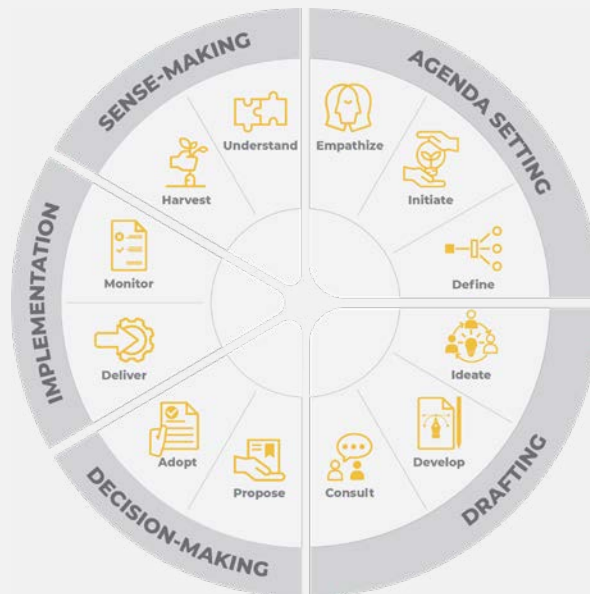 SENSE-MAKING
AGENDA SETTING
Understand
Empathize
Harvest
Initiate
IMPLEMENTATION
Monitor
Define
Deliver
Ideate
Adopt
Develop
Propose
Consult
DECISION-MAKING
DRAFTING